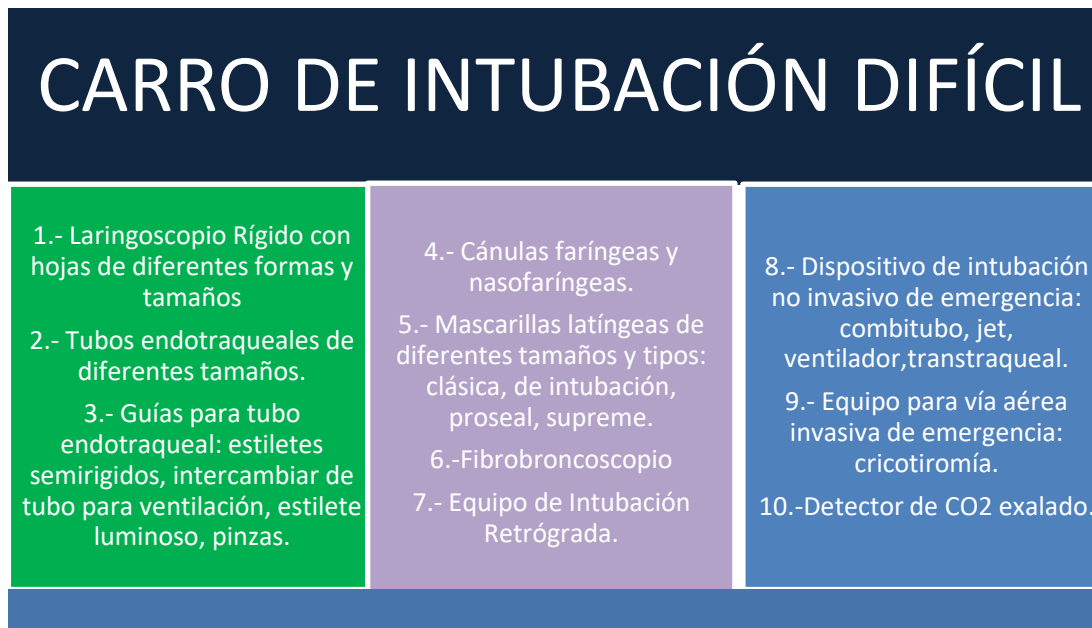 CARRO DE INTUBACIÓN DIFÍCIL
1.- Laringoscopio Rígido con
hojas de diferentes formas y
tamaños
2.- Tubos endotraqueales de
diferentes tamaños.
3.- Guías para tubo
endotraqueal: estiletes
semirigidos, intercambiar de
tubo para ventilación, estilete
luminoso, pinzas.
4.- Cánulas faríngeas y
nasofaríngeas.
5.- Mascarillas latíngeas de
diferentes tamaños y tipos:
clásica, de intubación,
proseal, supreme.
6.-Fibrobroncoscopio
7.- Equipo de Intubación
Retrógrada.
8.- Dispositivo de intubación
no invasivo de emergencia:
combitubo, jet,
ventilador,transtraqueal.
9.- Equipo para vía aérea
invasiva de emergencia:
cricotiromía.
10.-Detector de CO2 exalado.